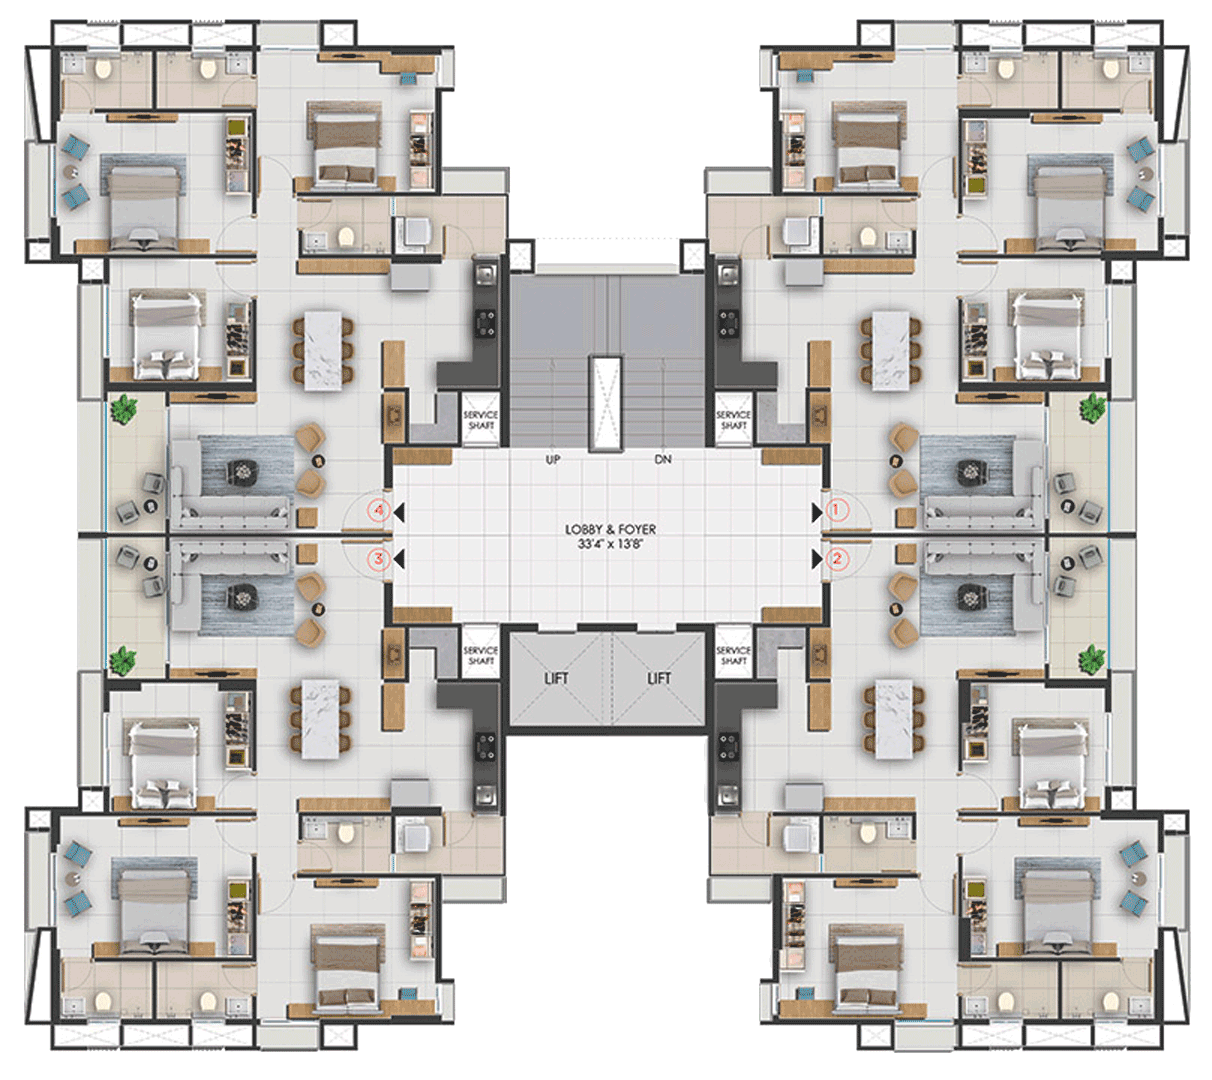 SERVICE
SHAFT
SERVICE
SHAFT
UP
DN
4
1
LOBBY & FOYER
33'4" x 13'8"
3
2
SERVICE
SHAFT
SERVICE
SHAFT
LIFT
LIFT